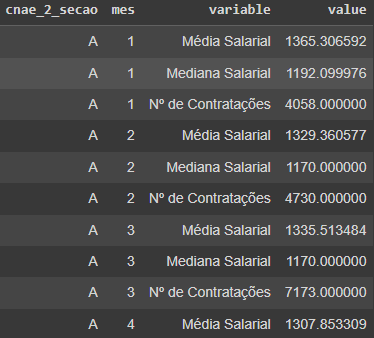 cnae_2_secao mes variable value
A 1 Média Salarial 1365.306592
A 1 Mediana Salarial 1192.099976
A 1 Nº de Contratações 4058.000000
A 2 Média Salarial 1329.360577
A 2 Mediana Salarial 1170.000000
A 2 Nº de Contratações 4730.000000
A 3 Média Salarial 1335.513484
A 3 Mediana Salarial 1170.000000
A 3 Nº de Contratações 7173.000000
A 4 Média Salarial 1307.853309